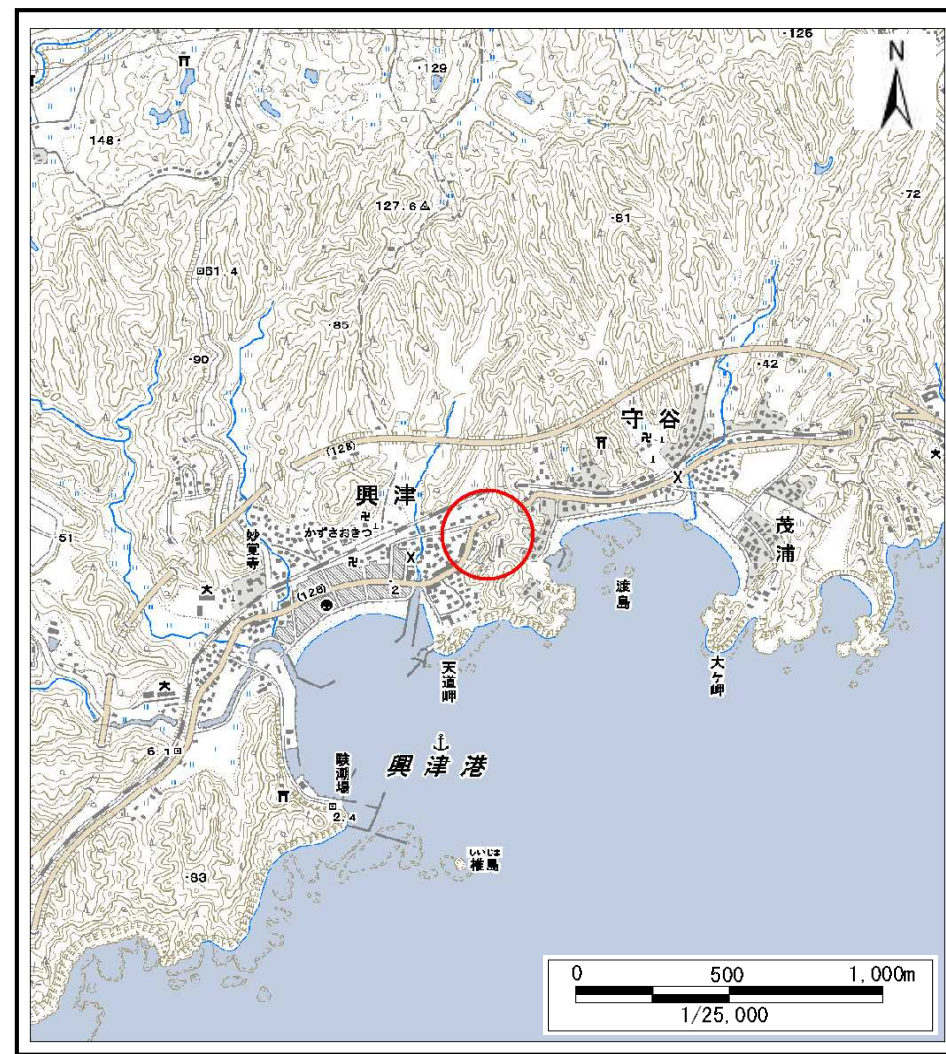 -126
N
-129
148-
-72
127.6
-81
61.4
-85
-90
-42
守谷
(128)
興津
51
かずさおきつ
茂浦
妙覚寺
2
(128)
渡島
大ヶ岬
天道岬
6.1
興津港
験潮場
2.4
しいじま
椎島
-83
0 500 1,000m
1/25,000